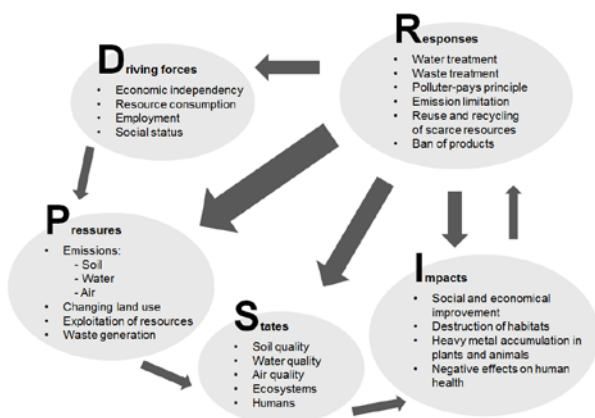 Driving forces
• Economic independency
• Resource consumption
• Employment
• Social status
Responses
• Water treatment
• Waste treatment
• Polluter-pays principle
• Emission limitation
• Reuse and recycling
of scarce resources
• Ban of products
Pressures
• Emissions:
- Soil
- Water
- Air
• Changing land use
• Exploitation of resources
• Waste generation
States
• Soil quality
• Water quality
• Air quality
• Ecosystems
• Humans
Impacts
• Social and economical
improvement
• Destruction of habitats
• Heavy metal accumulation in
plants and animals
• Negative effects on human
health